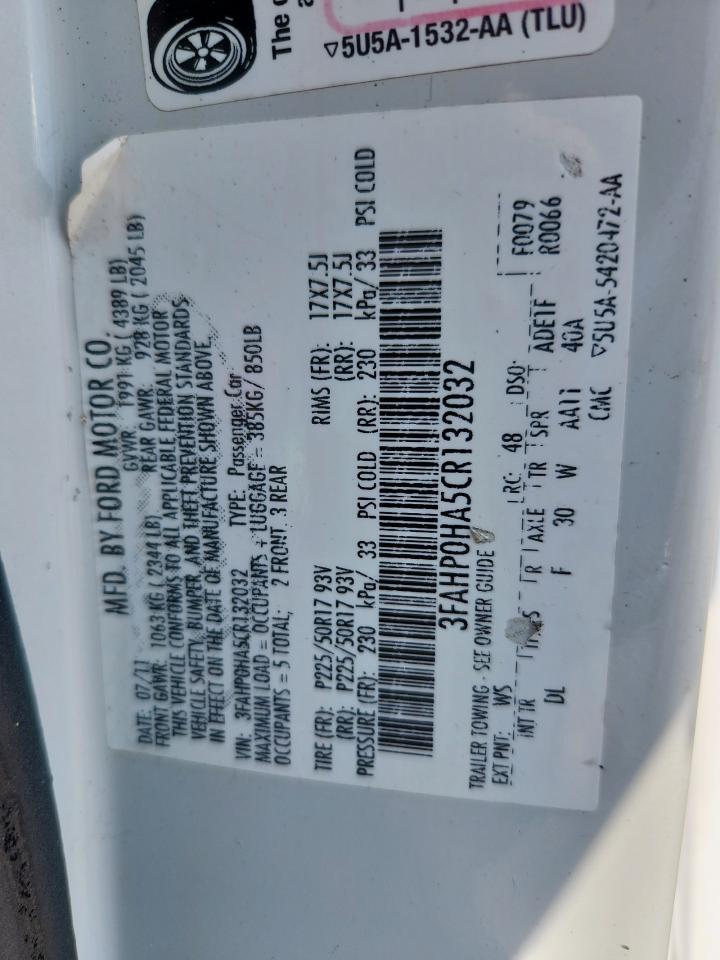 The
5U5A-1532-AA (TLU)
MFD. BY FORD MOTOR CO.
DATE: 07/11 GVWR: 1991 KG ( 4389 LB)
FRONT GAWR: 1063 KG ( 2344 LB) REAR GAWR: 928 KG ( 2045 LB)
THIS VEHICLE CONFORMS TO ALL APPLICABLE FEDERAL MOTOR
VEHICLE SAFETY, BUMPER, AND THEFT PREVENTION STANDARDS
IN EFFECT ON THE DATE OF MANUFACTURE SHOWN ABOVE.
VIN: 3FAHP0HA5CR132032 TYPE: Passenger Car
MAXIMUM LOAD = OCCUPANTS + LUGGAGE = 385KG/ 850LB
OCCUPANTS = 5 TOTAL; 2 FRONT, 3 REAR
TIRE (FR): P225/50R17 93V RIMS (FR): 17X7.5J
(RR): P225/50R17 93V (RR): 17X7.5J
PRESSURE (FR): 230 kPa/ 33 PSI COLD (RR): 230 kPa/ 33 PSI COLD
3FAHP0HA5CR132032
TRAILER TOWING - SEE OWNER GUIDE
EXT PNT: WS RC: 48 DSO: F0079
INT TR R AXLE TR SPR ADE1F R0066
DL F 30 W AA11 40A
CMC 5U5A-5420472-AA